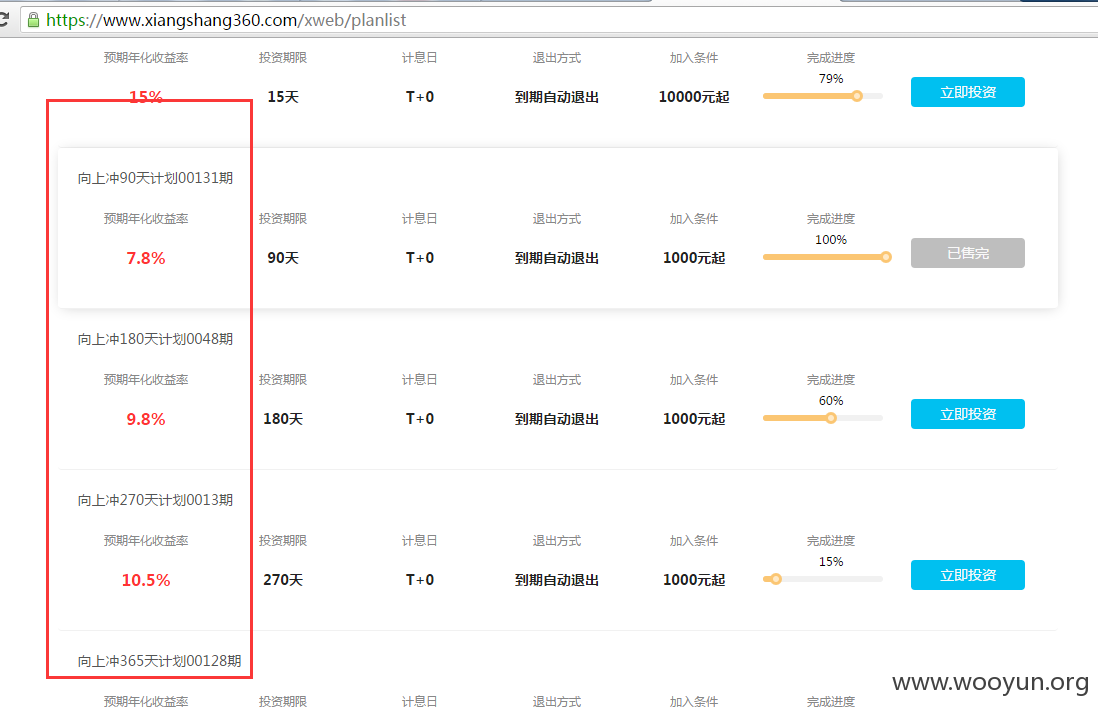 https://www.xiangshang360.com/xweb/planlist
预期年化收益率 投资期限 计息日 退出方式 加入条件 完成进度
79%
15% 15天 T+0 到期自动退出 10000元起 立即投资
向上冲90天计划00131期
预期年化收益率 投资期限 计息日 退出方式 加入条件 完成进度
100%
7.8% 90天 T+0 到期自动退出 1000元起 已售完
向上冲180天计划0048期
预期年化收益率 投资期限 计息日 退出方式 加入条件 完成进度
60%
9.8% 180天 T+0 到期自动退出 1000元起 立即投资
向上冲270天计划0013期
预期年化收益率 投资期限 计息日 退出方式 加入条件 完成进度
15%
10.5% 270天 T+0 到期自动退出 1000元起 立即投资
向上冲365天计划00128期
预期年化收益率 投资期限 计息日 退出方式 加入条件 完成进度
www.wooyun.org